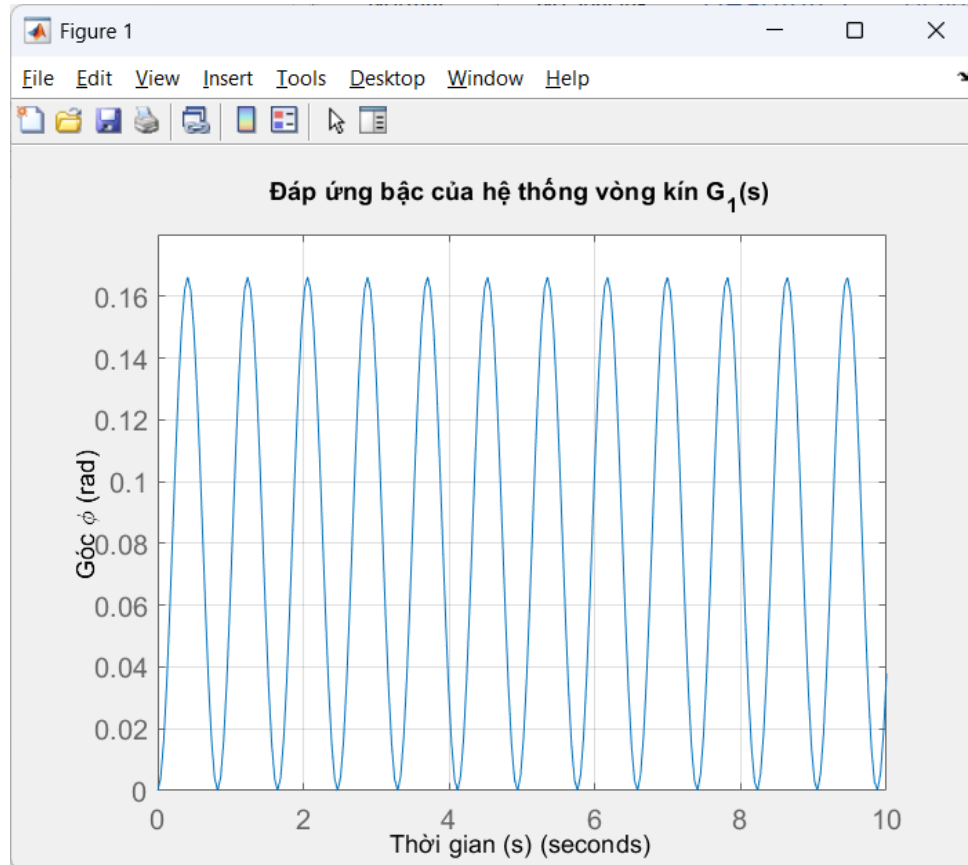 Figure 1
File Edit View Insert Tools Desktop Window Help
Đáp ứng bậc của hệ thống vòng kín G1(s)
Góc ϕ (rad)
0.16
0.14
0.12
0.1
0.08
0.06
0.04
0.02
0
0 2 4 6 8 10
Thời gian (s) (seconds)